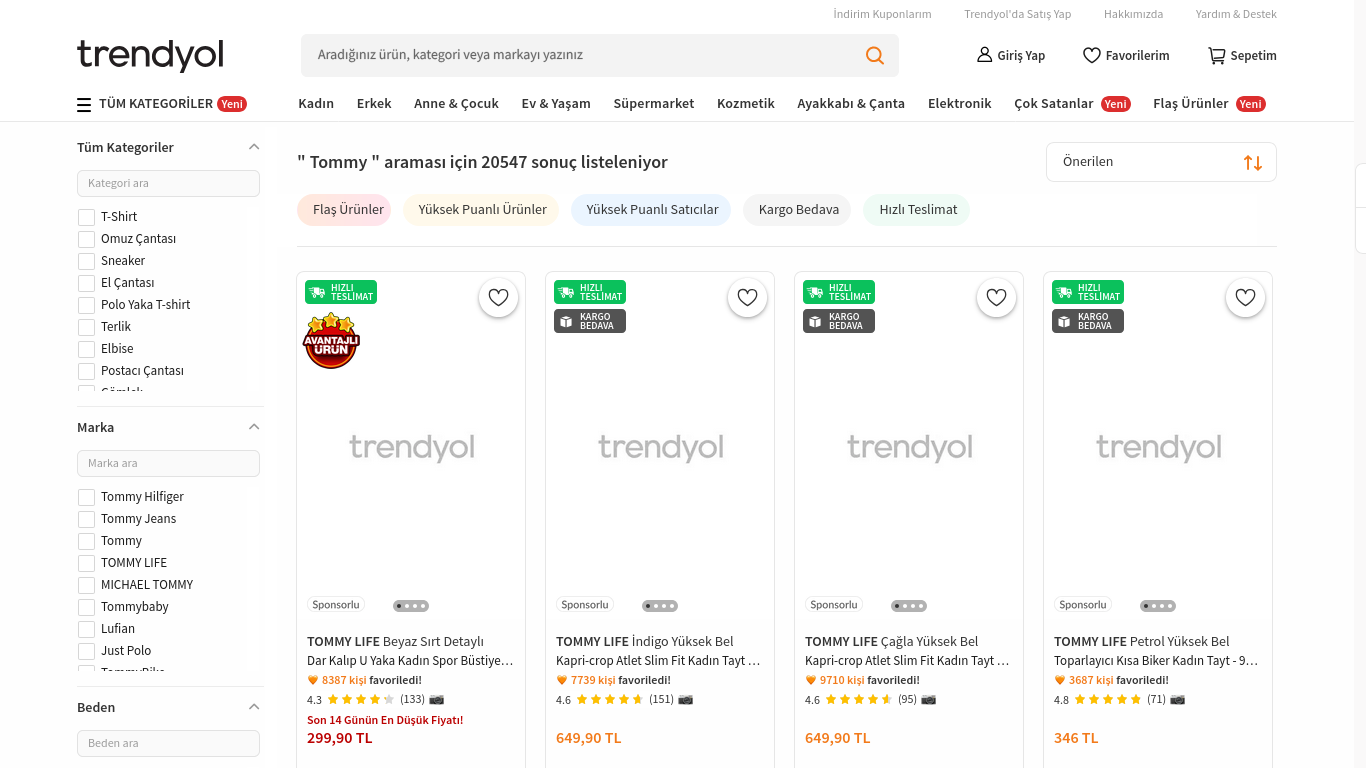 İndirim Kuponlarım
Trendyol'da Satış Yap
Hakkımızda
Yardım & Destek
trendyol
Aradığınız ürün, kategori veya markayı yazınız
Giriş Yap
Favorilerim
Sepetim
TÜM KATEGORİLER Yeni
Kadın
Erkek
Anne & Çocuk
Ev & Yaşam
Süpermarket
Kozmetik
Ayakkabı & Çanta
Elektronik
Çok Satanlar Yeni
Flaş Ürünler Yeni
Tüm Kategoriler
Kategori ara
T-Shirt
Omuz Çantası
Sneaker
El Çantası
Polo Yaka T-shirt
Terlik
Elbise
Postacı Çantası
Marka
Marka ara
Tommy Hilfiger
Tommy Jeans
Tommy
TOMMY LIFE
MICHAEL TOMMY
Tommybaby
Lufian
Just Polo
Beden
Beden ara
" Tommy " araması için 20547 sonuç listeleniyor
Önerilen
Flaş Ürünler
Yüksek Puanlı Ürünler
Yüksek Puanlı Satıcılar
Kargo Bedava
Hızlı Teslimat
HIZLI
TESLİMAT
AVANTAJLI
ÜRÜN
trendyol
Sponsorlu
TOMMY LIFE Beyaz Sırt Detaylı
Dar Kalıp U Yaka Kadın Spor Büstiye…
8387 kişi favoriledi!
4.3 (133)
Son 14 Günün En Düşük Fiyatı!
299,90 TL
HIZLI
TESLİMAT
KARGO
BEDAVA
trendyol
Sponsorlu
TOMMY LIFE İndigo Yüksek Bel
Kapri-crop Atlet Slim Fit Kadın Tayt …
7739 kişi favoriledi!
4.6 (151)
649,90 TL
HIZLI
TESLİMAT
KARGO
BEDAVA
trendyol
Sponsorlu
TOMMY LIFE Çağla Yüksek Bel
Kapri-crop Atlet Slim Fit Kadın Tayt …
9710 kişi favoriledi!
4.6 (95)
649,90 TL
HIZLI
TESLİMAT
KARGO
BEDAVA
trendyol
Sponsorlu
TOMMY LIFE Petrol Yüksek Bel
Toparlayıcı Kısa Biker Kadın Tayt - 9…
3687 kişi favoriledi!
4.8 (71)
346 TL